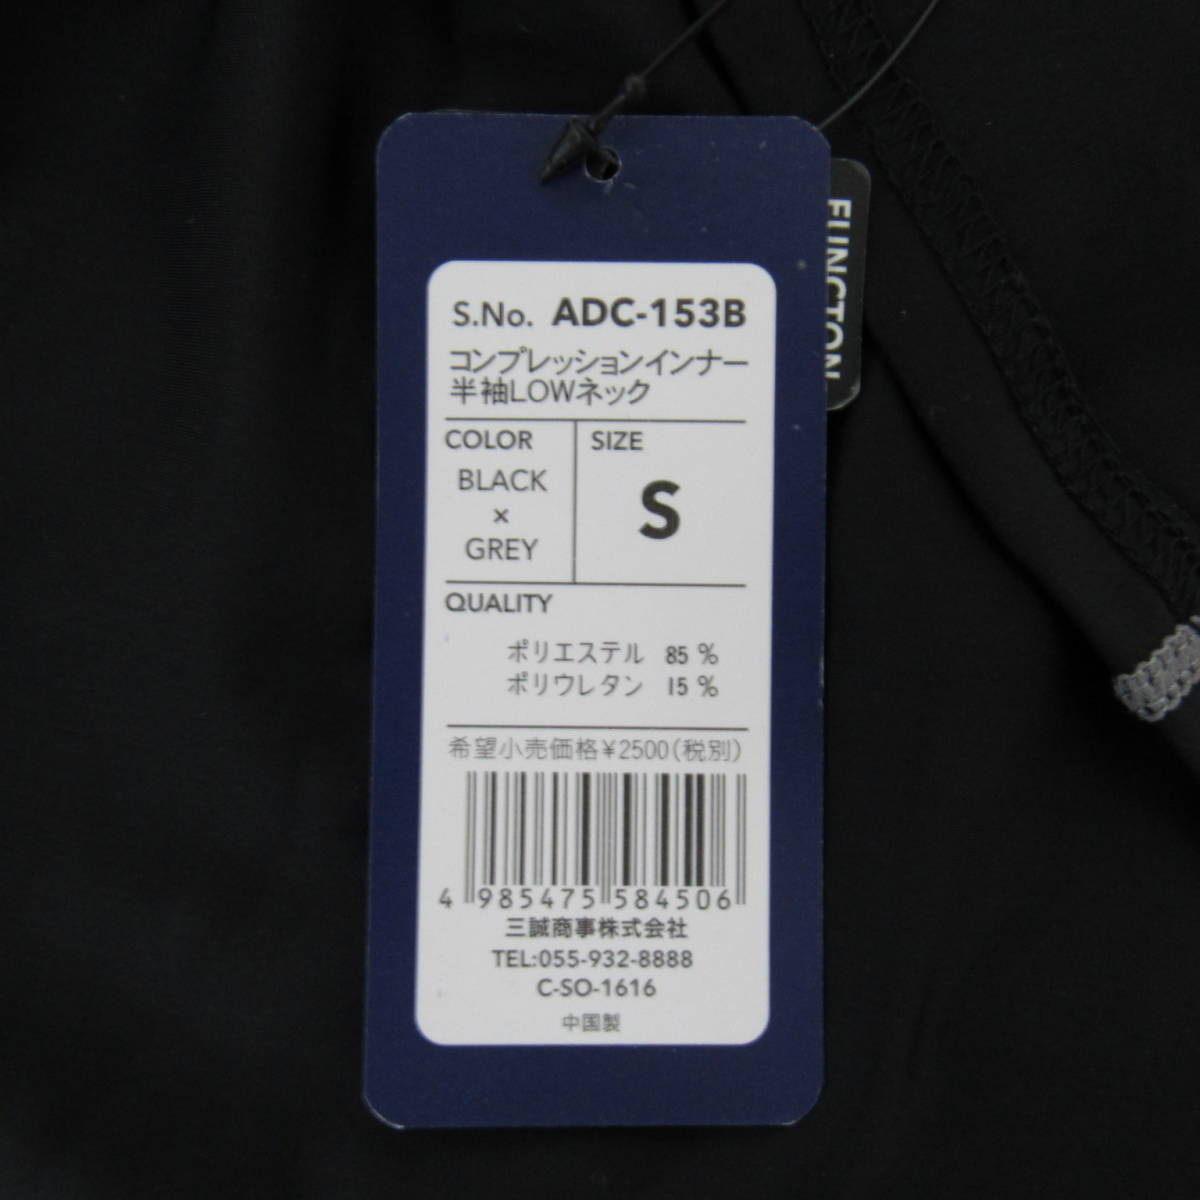 S.No. ADC-153B
コンプレッションインナー
半袖LOWネック
COLOR
BLACK
×
GREY
SIZE
S
QUALITY
ポリエステル 85 %
ポリウレタン 15 %
希望小売価格¥2500(税別)
4 985475 584506
三誠商事株式会社
TEL:055-932-8888
C-SO-1616
中国製
FUNCTON